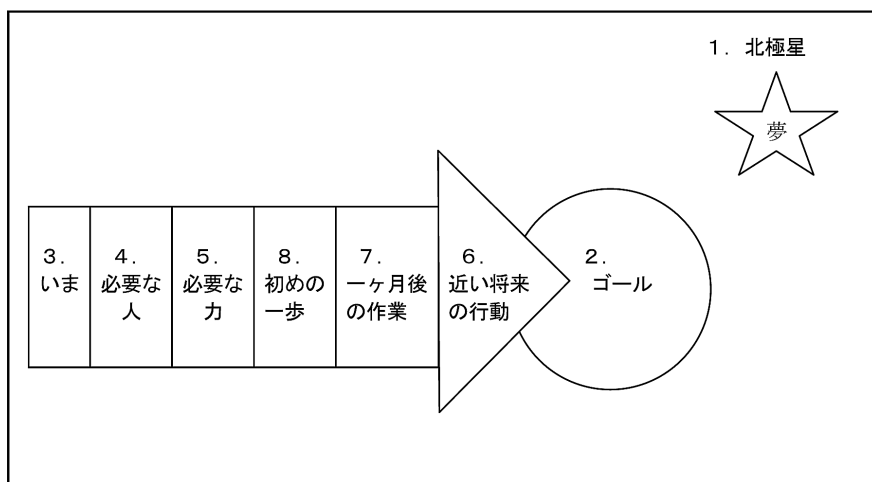 １．北極星
夢
３．
いま
４．
必要な
人
５．
必要な
力
８．
初めの
一歩
７．
一ヶ月後
の作業
６．
近い将来
の行動
２．
ゴール